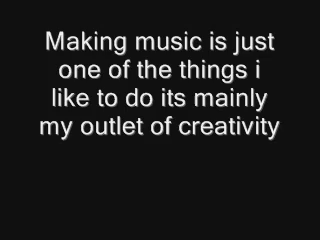 Making music is just
one of the things i
like to do its mainly
my outlet of creativity